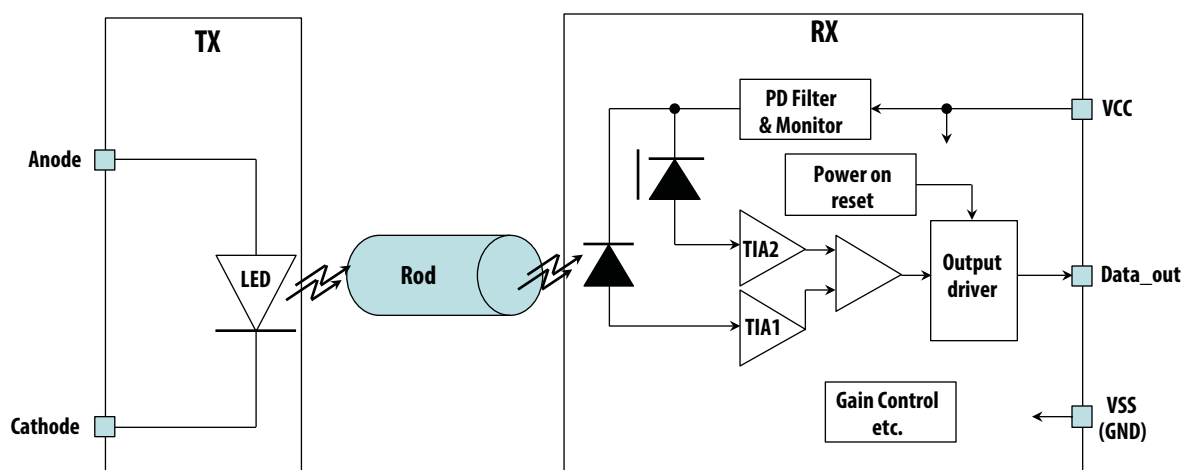 TX
RX
PD Filter
& Monitor
VCC
Anode
Power on
reset
LED
Rod
TIA2
Output
driver
Data_out
TIA1
Gain Control
etc.
Cathode
VSS
(GND)